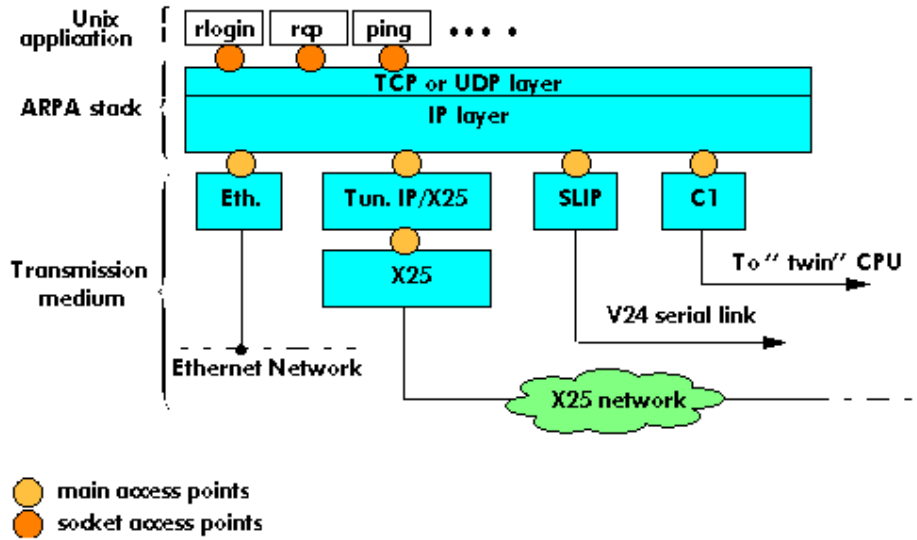 Unix
application
rlogin
rcp
ping
TCP or UDP layer
ARPA stack
IP layer
Eth.
Tun. IP/X25
SLIP
C1
X25
Transmission
medium
To " twin" CPU
V24 serial link
Ethernet Network
X25 network
main access points
socket access points